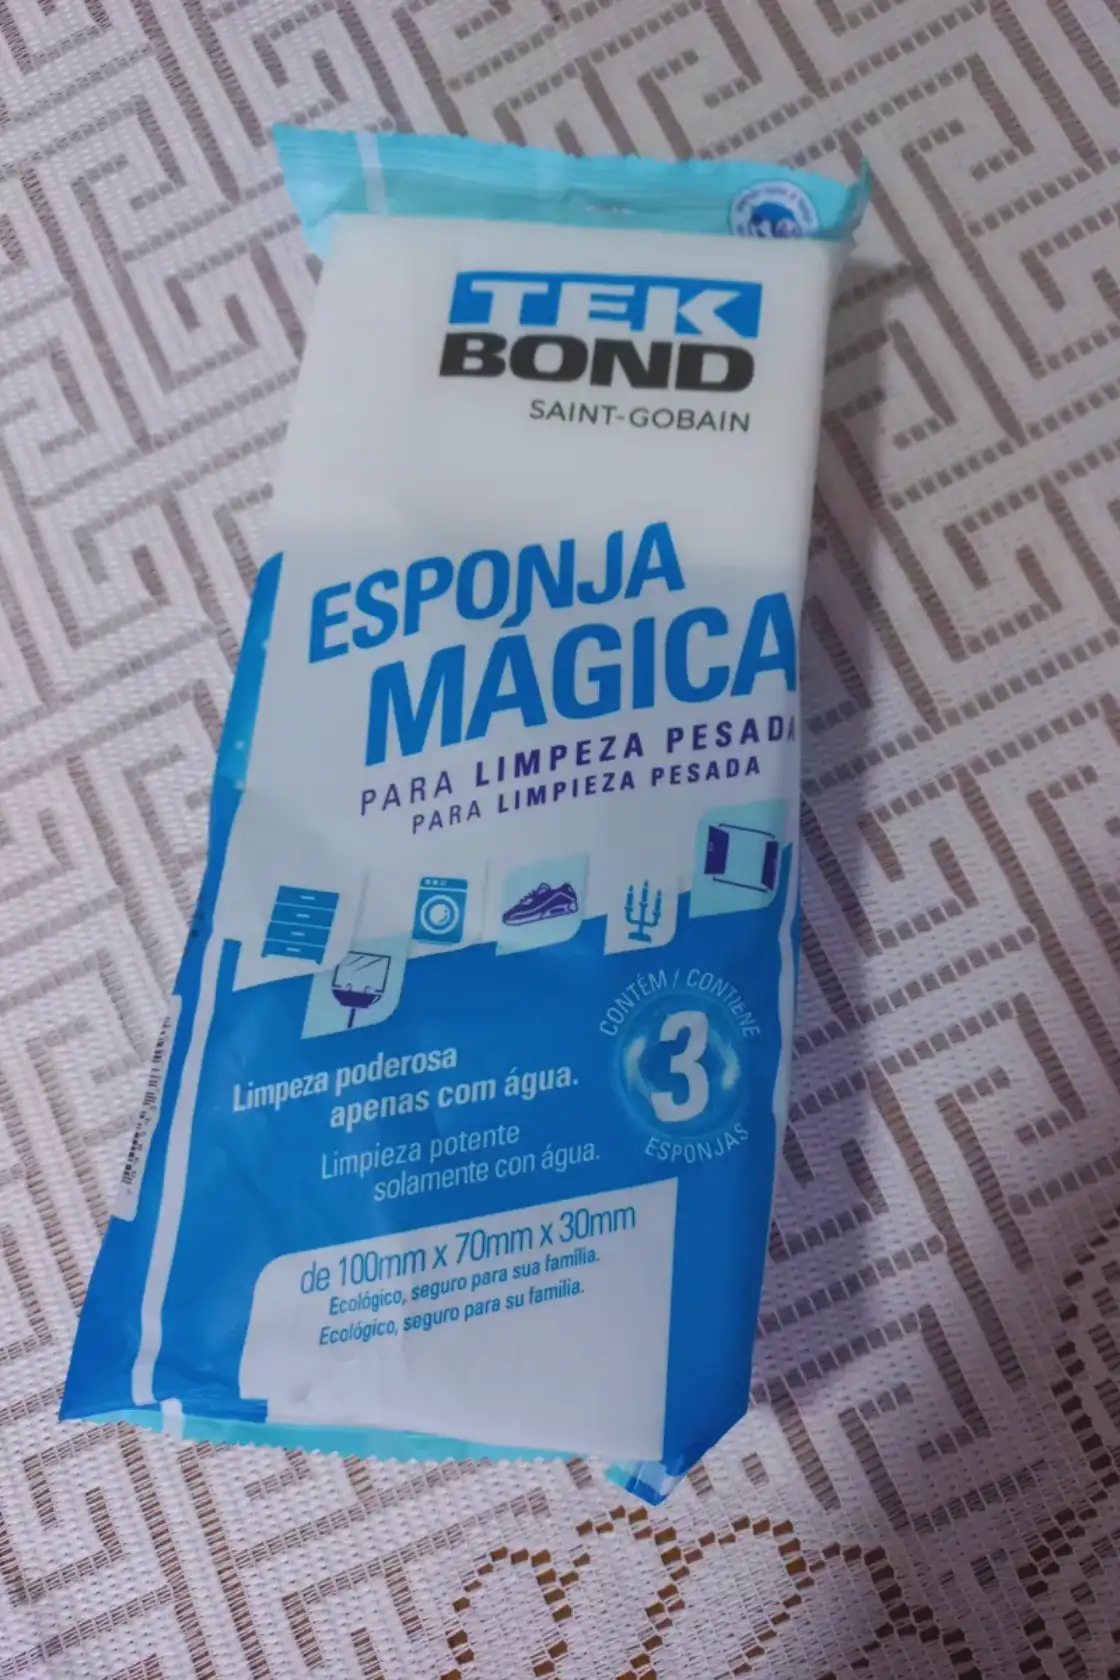 TEK
BOND
SAINT-GOBAIN
ESPONJA
MÁGICA
PARA LIMPEZA PESADA
PARA LIMPIEZA PESADA
CONTÉM / CONTIENE
3
ESPONJAS
Limpeza poderosa
apenas com água.
Limpieza potente
solamente con água.
de 100mm x 70mm x 30mm
Ecológico, seguro para sua família.
Ecológico, seguro para su familia.